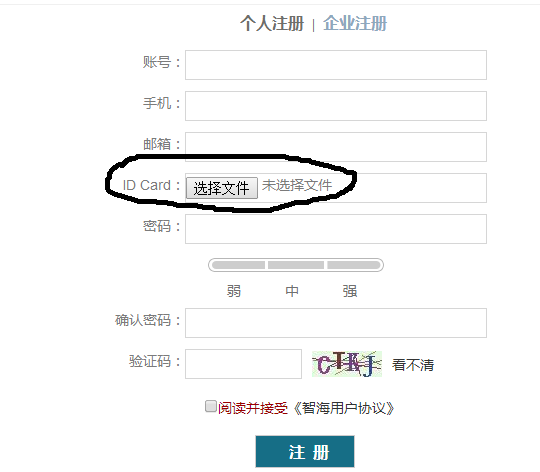 个人注册 | 企业注册
账号：
手机：
邮箱：
ID Card： 选择文件 未选择文件
密码：
弱 中 强
确认密码：
验证码： CTKJ 看不清
阅读并接受《智海用户协议》
注 册